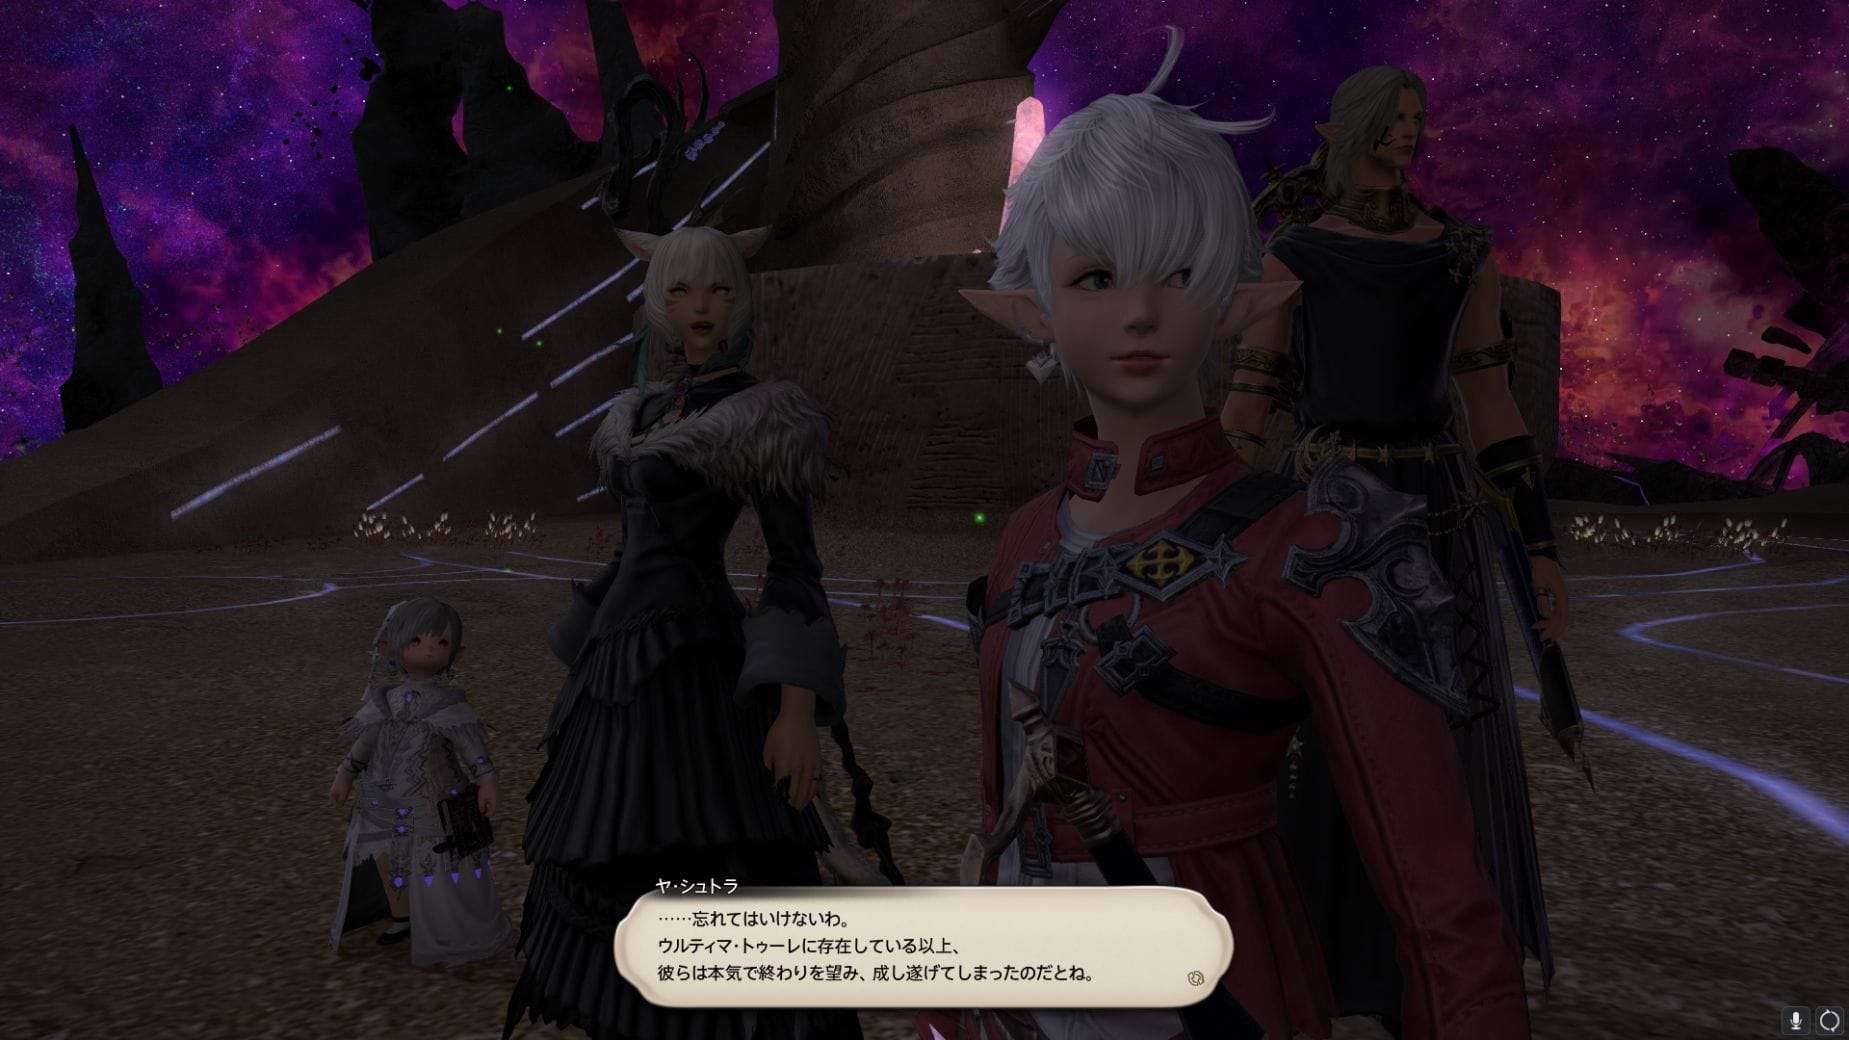 ヤ・シュトラ
……忘れてはいけないわ。
ウルティマ・トゥーレに存在している以上、
彼らは本気で終わりを望み、成し遂げてしまったのだとね。